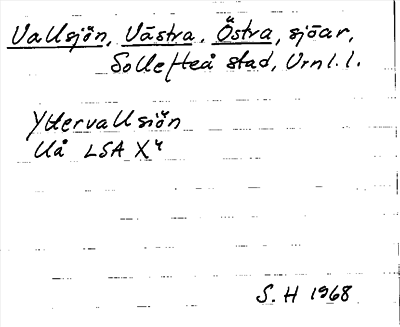 Vallsjön, Västra, Östra, sjöar,
Sollefteå stad, Vrnl. l.
Yttervallsjön
Uå LSA X4
S. H 1968